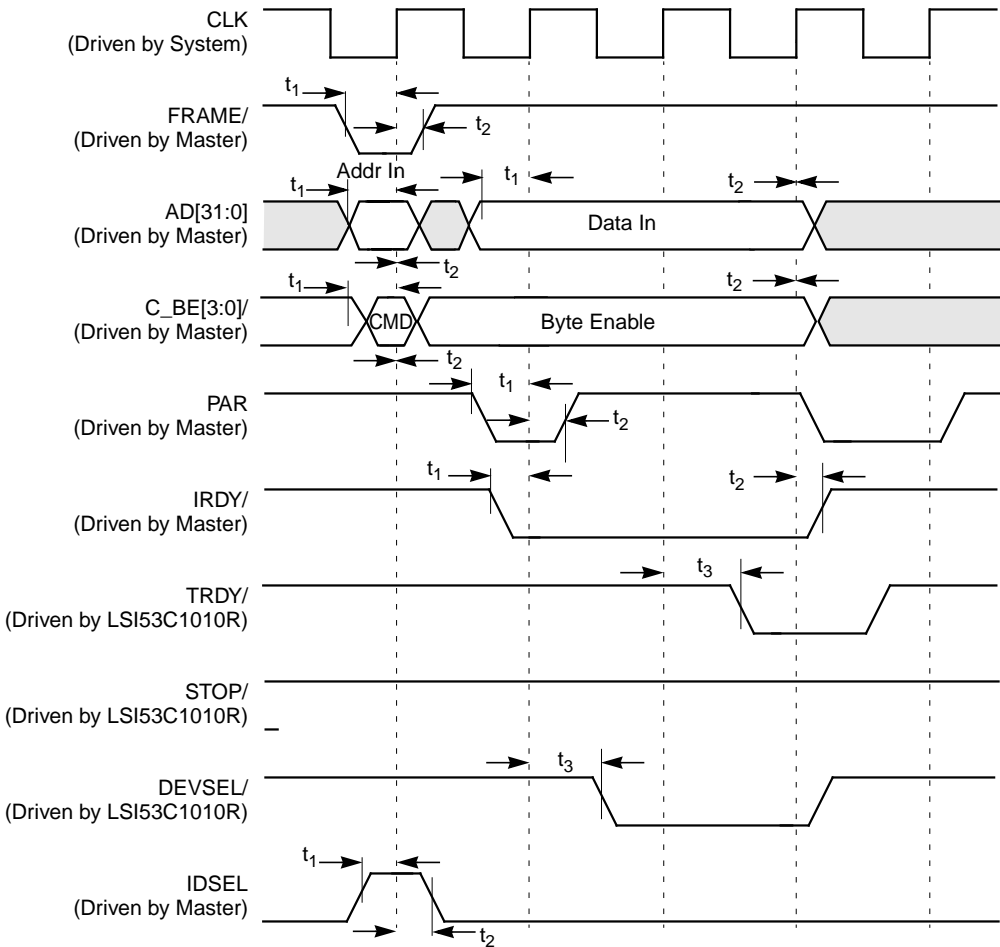 CLK
(Driven by System)
t1
FRAME/
(Driven by Master)
t2
Addr In
t1
t1
t2
AD[31:0]
(Driven by Master)
Data In
t2
t1
t2
C_BE[3:0]/
(Driven by Master)
CMD
Byte Enable
t2
t1
PAR
(Driven by Master)
t2
t1
t2
IRDY/
(Driven by Master)
t3
TRDY/
(Driven by LSI53C1010R)
STOP/
(Driven by LSI53C1010R)
t3
DEVSEL/
(Driven by LSI53C1010R)
t1
IDSEL
(Driven by Master)
t2